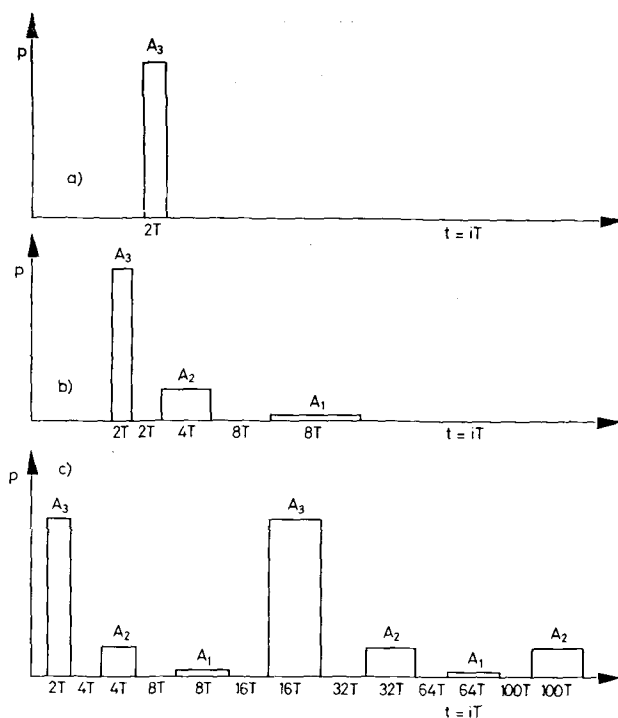 A₃
p
a)
2T
t = iT
A₃
p
A₂
b)
A₁
2T 2T 4T 8T 8T
t = iT
c)
p
A₃
A₃
A₂
A₂
A₂
A₁
A₁
2T 4T 4T 8T 8T 16T 16T 32T 32T 64T 64T 100T 100T
t = iT